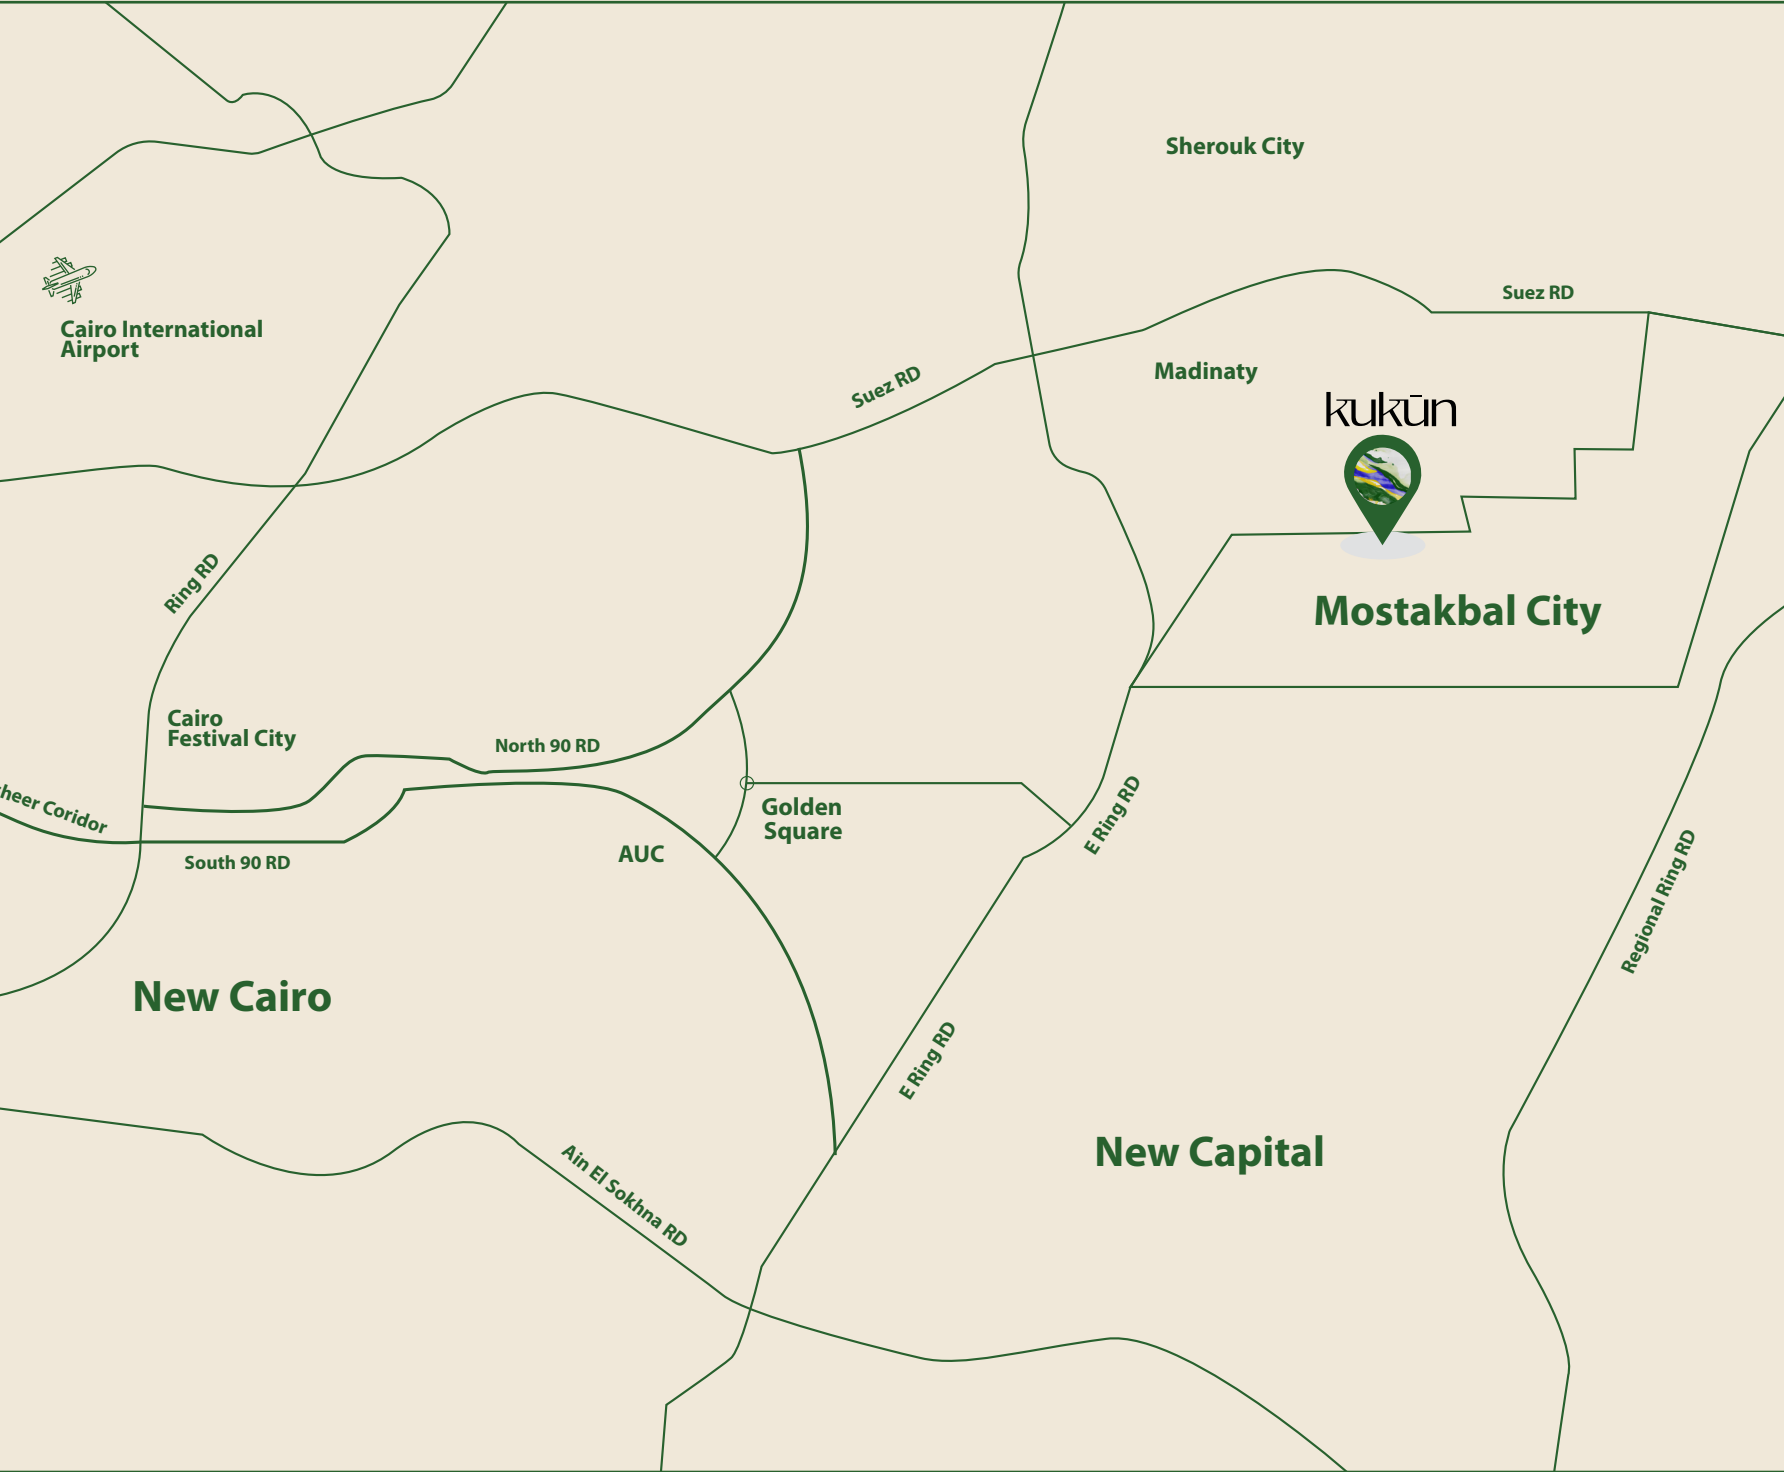 Sherouk City
Suez RD
Cairo International
Airport
Madinaty
Suez RD
kukūn
Ring RD
Mostakbal City
Cairo
Festival City
North 90 RD
heer Coridor
Golden
Square
E Ring RD
AUC
South 90 RD
Regional Ring RD
New Cairo
E Ring RD
New Capital
Ain El Sokhna RD